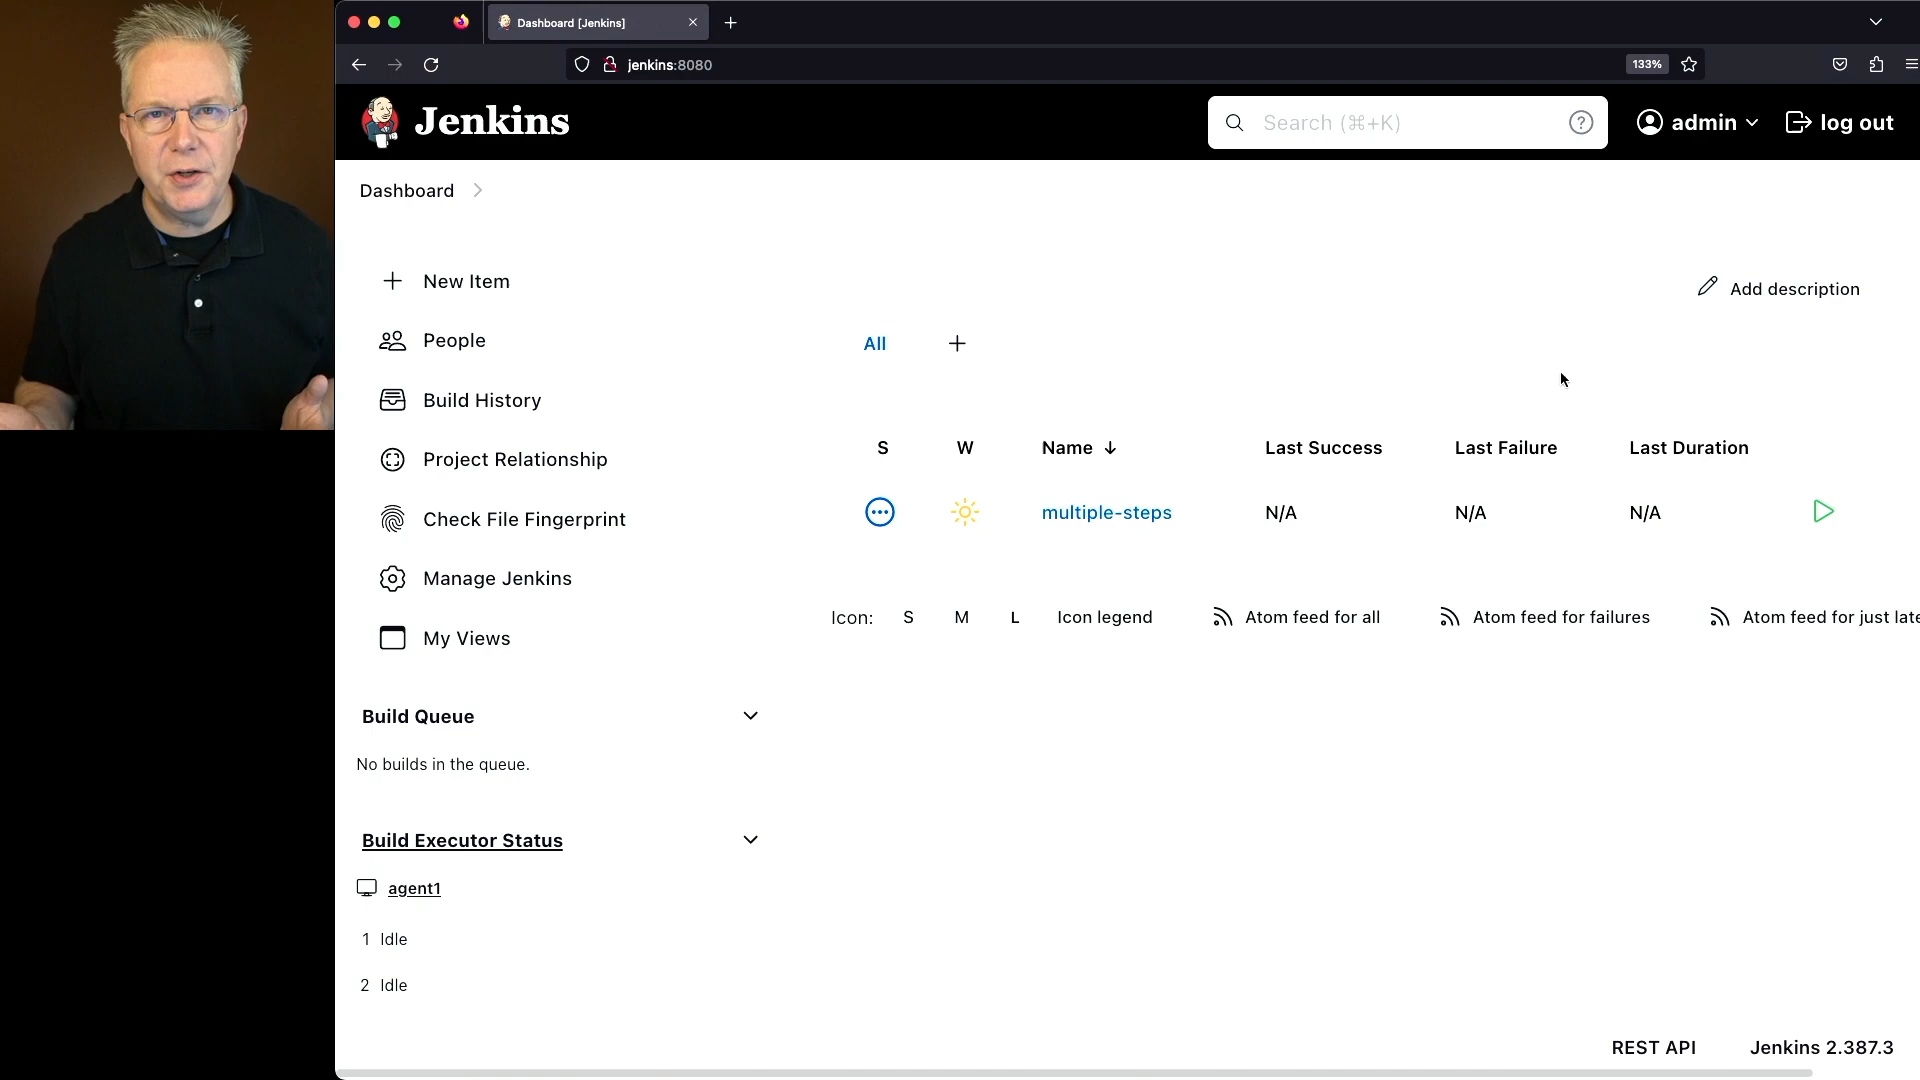 Dashboard [Jenkins]
jenkins:8080
133%
Jenkins
Search (⌘+K)
admin
log out
Dashboard
New Item
Add description
People
All
Build History
S W Name ↓ Last Success Last Failure Last Duration
Project Relationship
multiple-steps N/A N/A N/A
Check File Fingerprint
Manage Jenkins
Icon: S M L Icon legend Atom feed for all Atom feed for failures Atom feed for just late
My Views
Build Queue
No builds in the queue.
Build Executor Status
agent1
1 Idle
2 Idle
REST API Jenkins 2.387.3